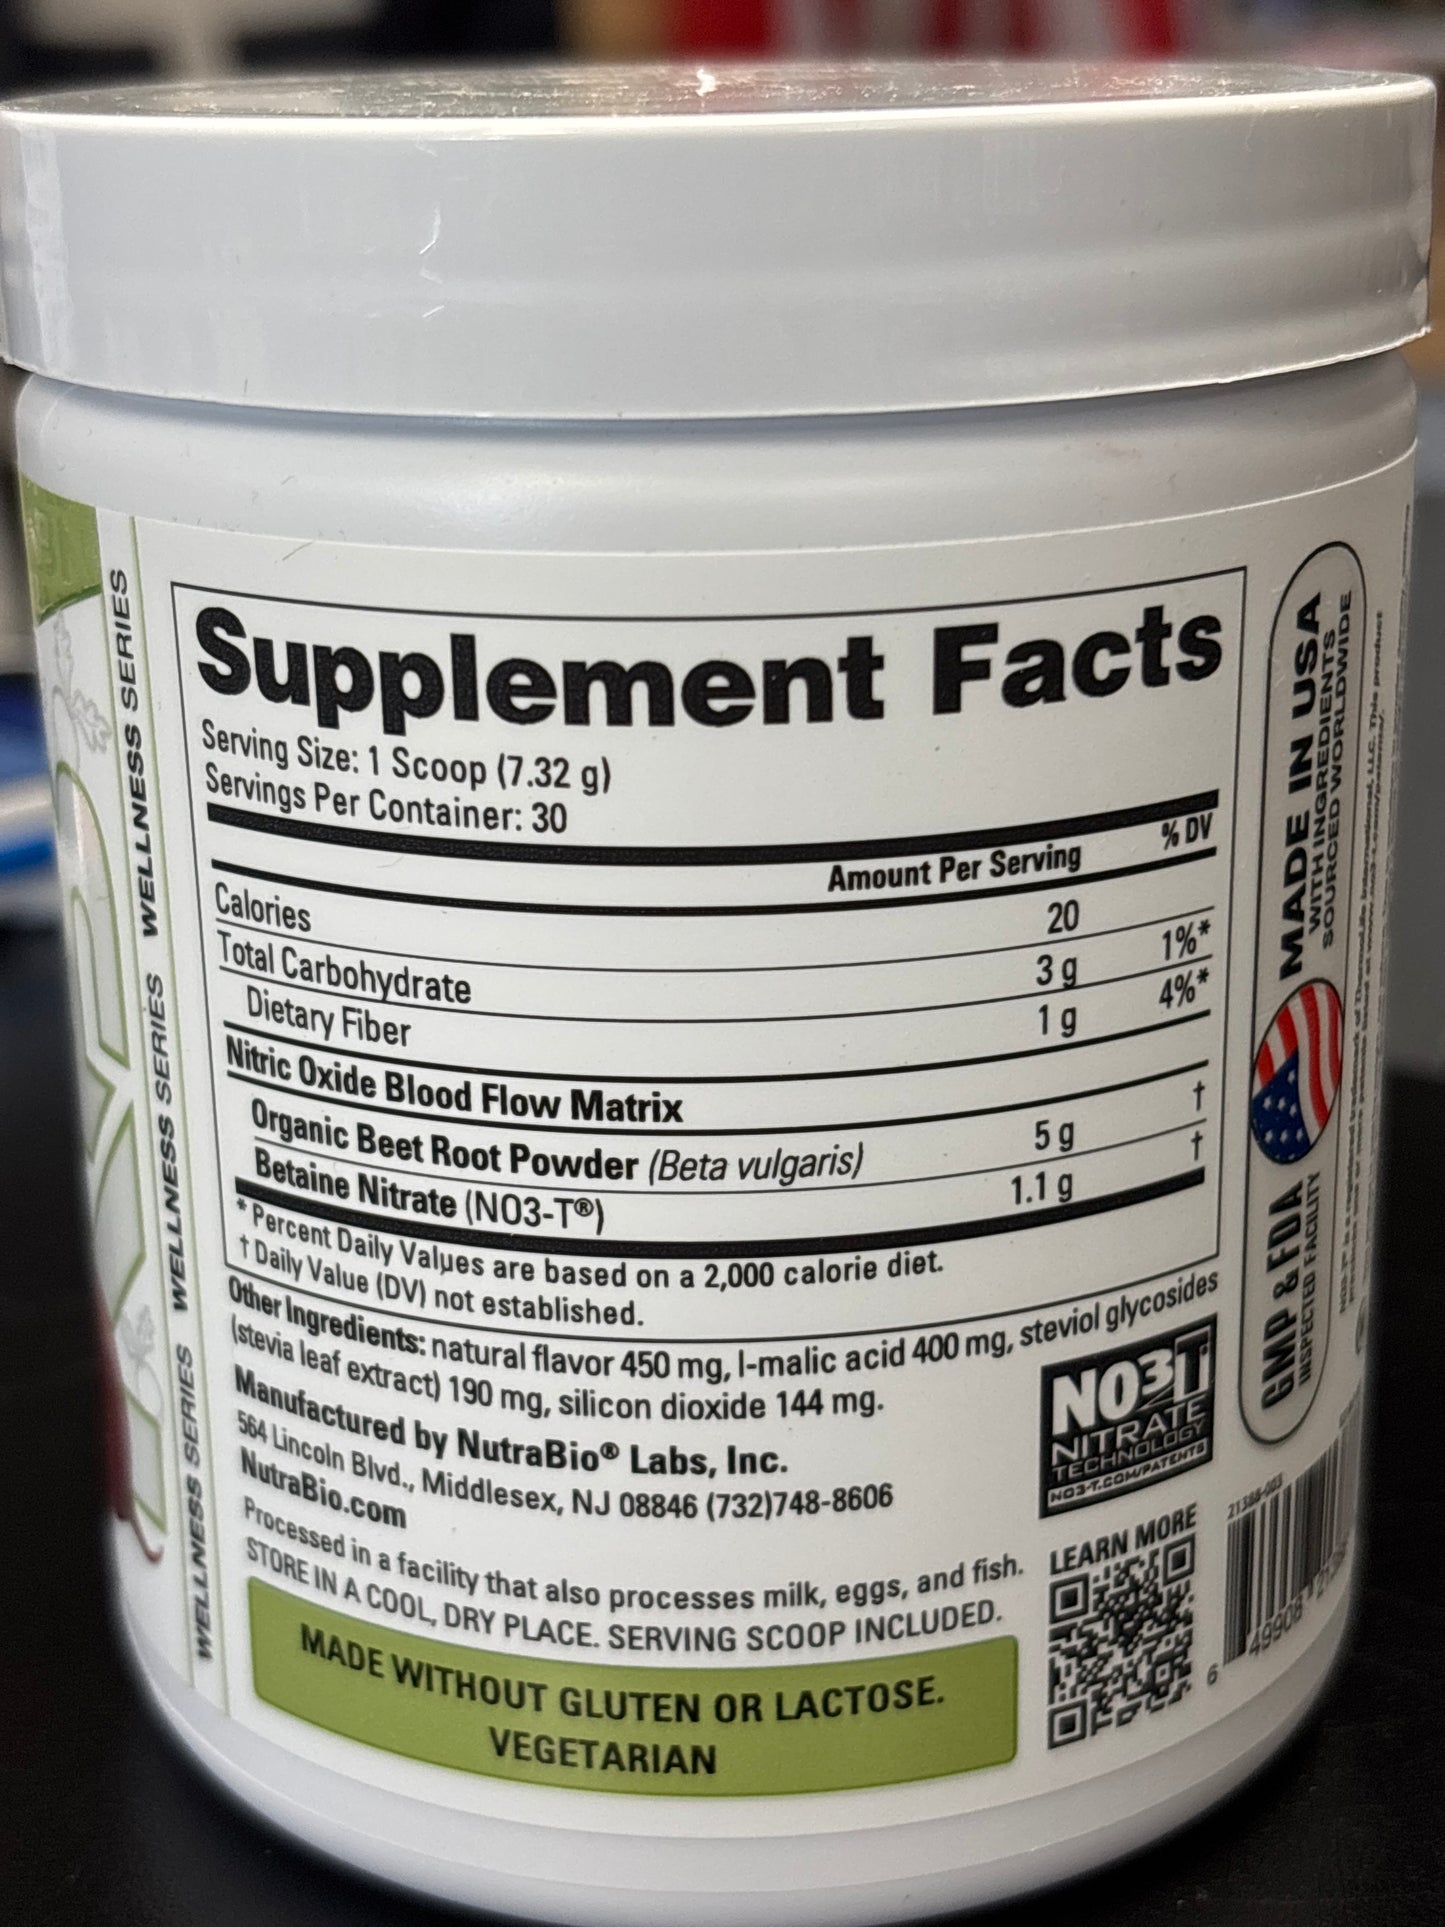 Supplement Facts
Serving Size: 1 Scoop (7.32 g)
Servings Per Container: 30
Amount Per Serving % DV
Calories 20
Total Carbohydrate 3 g 1%*
Dietary Fiber 1 g 4%*
Nitric Oxide Blood Flow Matrix
Organic Beet Root Powder (Beta vulgaris) 5 g †
Betaine Nitrate (NO3-T®) 1.1 g †
* Percent Daily Values are based on a 2,000 calorie diet.
† Daily Value (DV) not established.
Other Ingredients: natural flavor 450 mg, l-malic acid 400 mg, steviol glycosides
(stevia leaf extract) 190 mg, silicon dioxide 144 mg.
Manufactured by NutraBio® Labs, Inc.
564 Lincoln Blvd., Middlesex, NJ 08846 (732)748-8606
NutraBio.com
Processed in a facility that also processes milk, eggs, and fish.
STORE IN A COOL, DRY PLACE. SERVING SCOOP INCLUDED.
MADE WITHOUT GLUTEN OR LACTOSE.
VEGETARIAN
NO3T
NITRATE
TECHNOLOGY
NO3-T.COM/PATENTS
LEARN MORE
WELLNESS SERIES WELLNESS SERIES WELLNESS SERIES
MADE IN USA
WITH INGREDIENTS
SOURCED WORLDWIDE
GMP & FDA
INSPECTED FACILITY
21388-003
6 49908